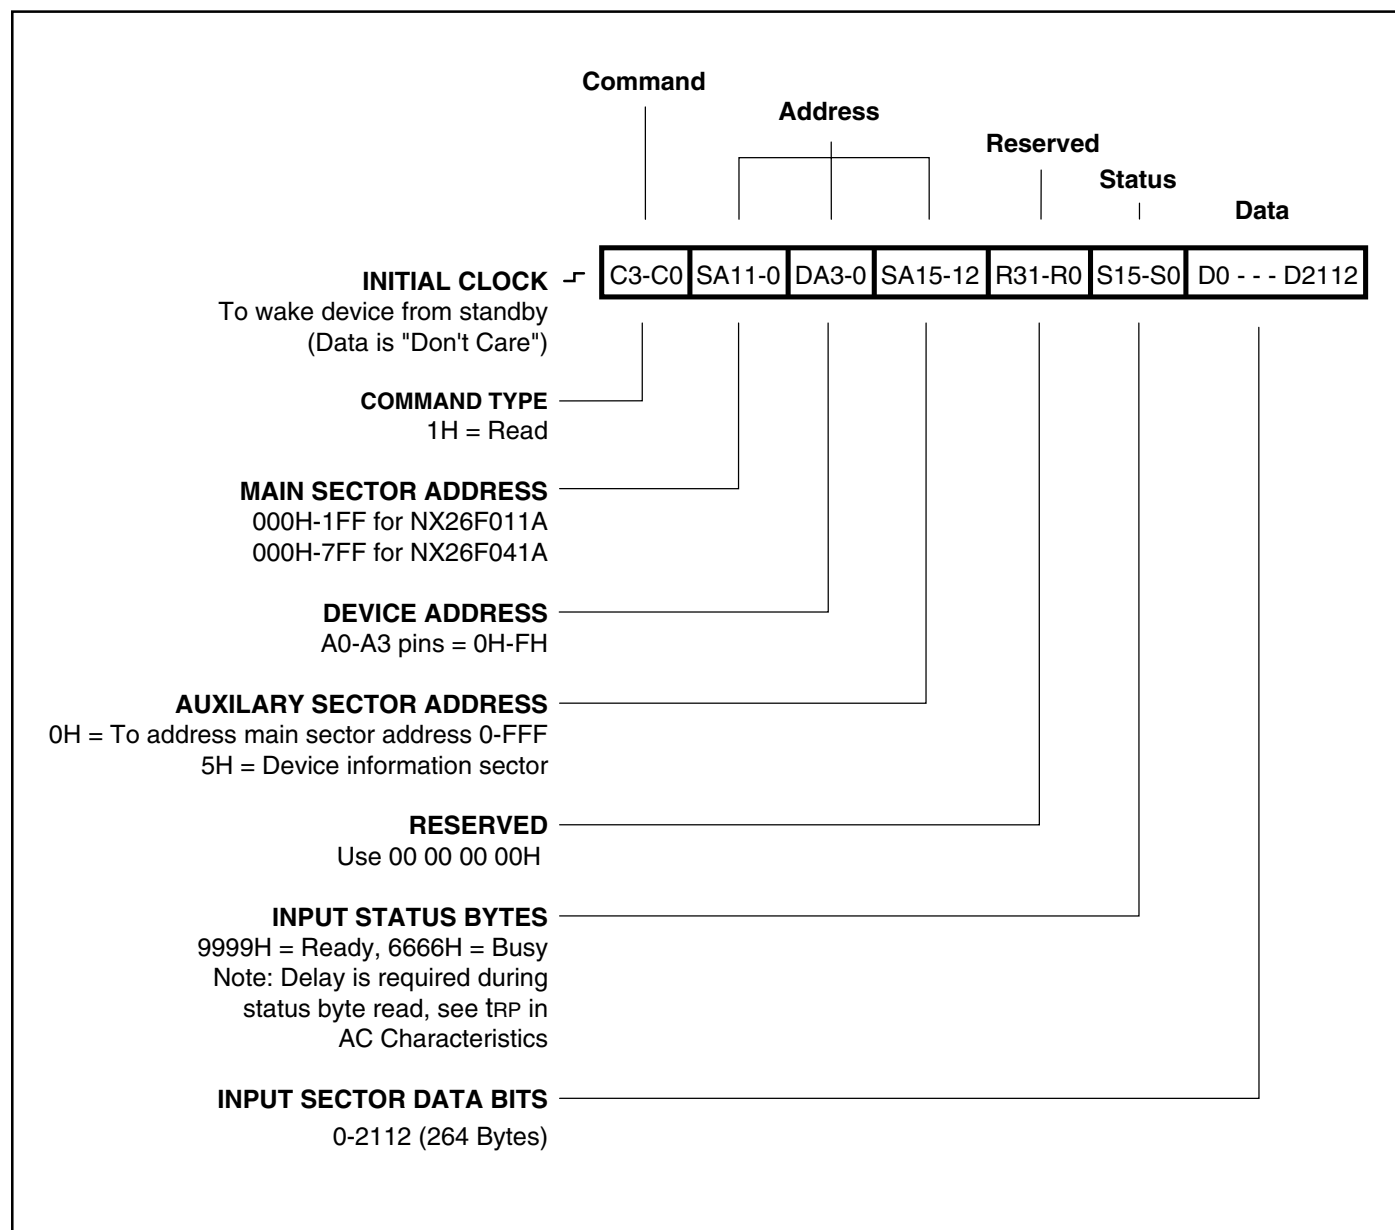 Command
Address
Reserved
Status
Data
C3-C0 SA11-0 DA3-0 SA15-12 R31-R0 S15-S0 D0 - - - D2112
INITIAL CLOCK
To wake device from standby
(Data is "Don't Care")
COMMAND TYPE
1H = Read
MAIN SECTOR ADDRESS
000H-1FF for NX26F011A
000H-7FF for NX26F041A
DEVICE ADDRESS
A0-A3 pins = 0H-FH
AUXILARY SECTOR ADDRESS
0H = To address main sector address 0-FFF
5H = Device information sector
RESERVED
Use 00 00 00 00H
INPUT STATUS BYTES
9999H = Ready, 6666H = Busy
Note: Delay is required during
status byte read, see tRP in
AC Characteristics
INPUT SECTOR DATA BITS
0-2112 (264 Bytes)